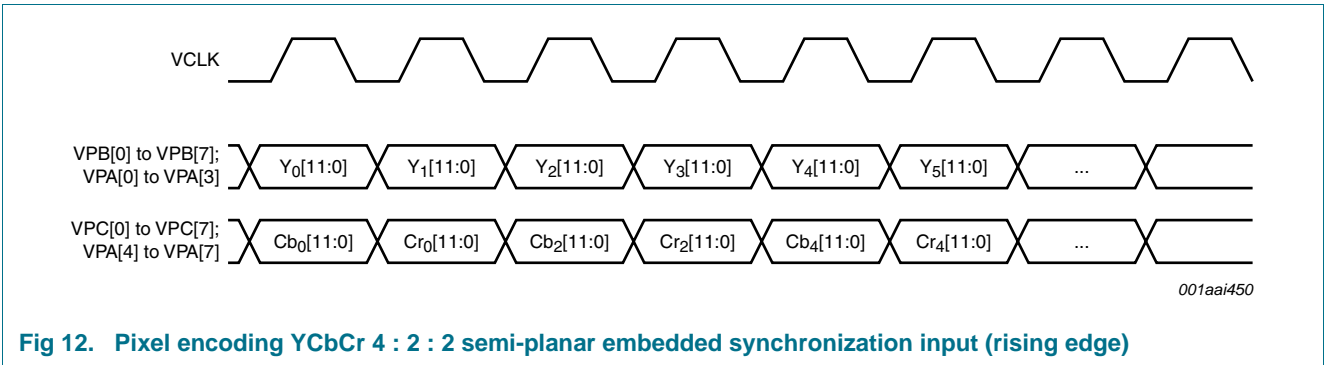 VCLK
VPB[0] to VPB[7];
VPA[0] to VPA[3]
Y0[11:0] Y1[11:0] Y2[11:0] Y3[11:0] Y4[11:0] Y5[11:0] ...
VPC[0] to VPC[7];
VPA[4] to VPA[7]
Cb0[11:0] Cr0[11:0] Cb2[11:0] Cr2[11:0] Cb4[11:0] Cr4[11:0] ...
001aai450
Fig 12. Pixel encoding YCbCr 4 : 2 : 2 semi-planar embedded synchronization input (rising edge)